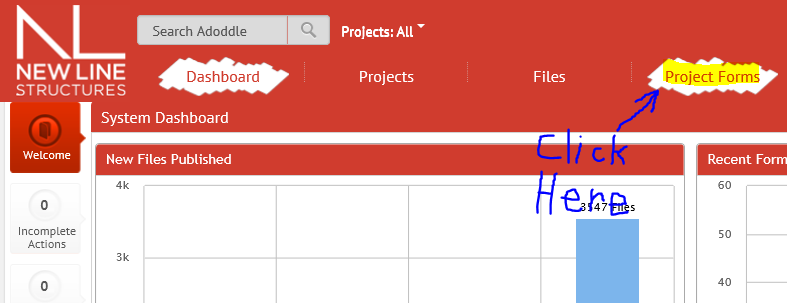 NL
NEW LINE
STRUCTURES
Search Adoddle
Projects: All
Dashboard
Projects
Files
Project Forms
System Dashboard
Welcome
0
Incomplete
Actions
0
New Files Published
4k
3k
3547 Files
Click
Here
Recent Form
60
50
40